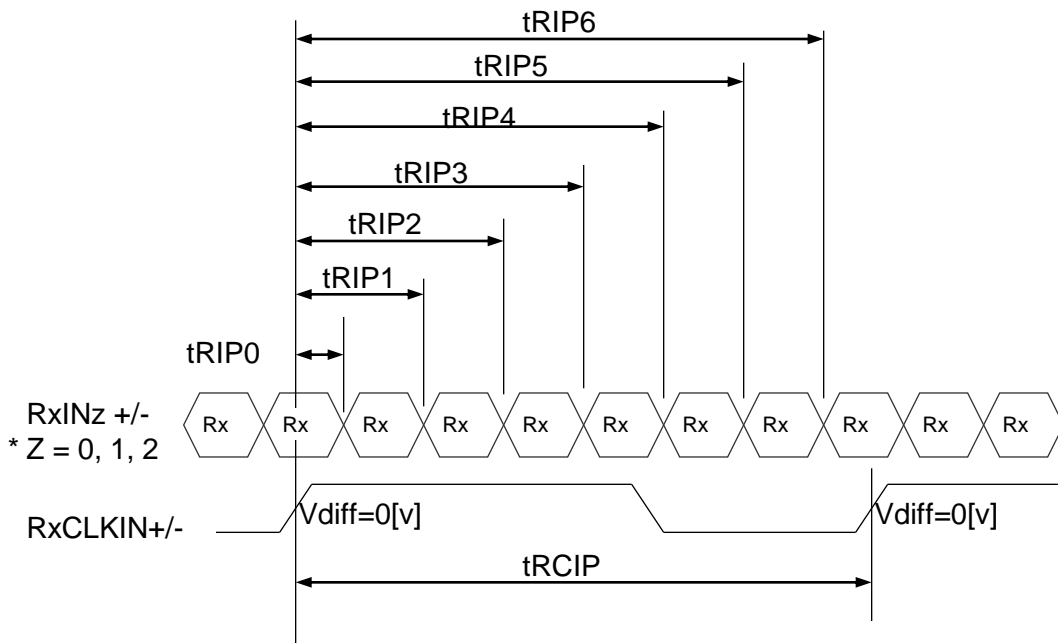 tRIP6
tRIP5
tRIP4
tRIP3
tRIP2
tRIP1
tRIP0
RxINz +/-
* Z = 0, 1, 2
Rx Rx Rx Rx Rx Rx Rx Rx Rx Rx Rx
RxCLKIN+/-
Vdiff=0[v] Vdiff=0[v]
tRCIP